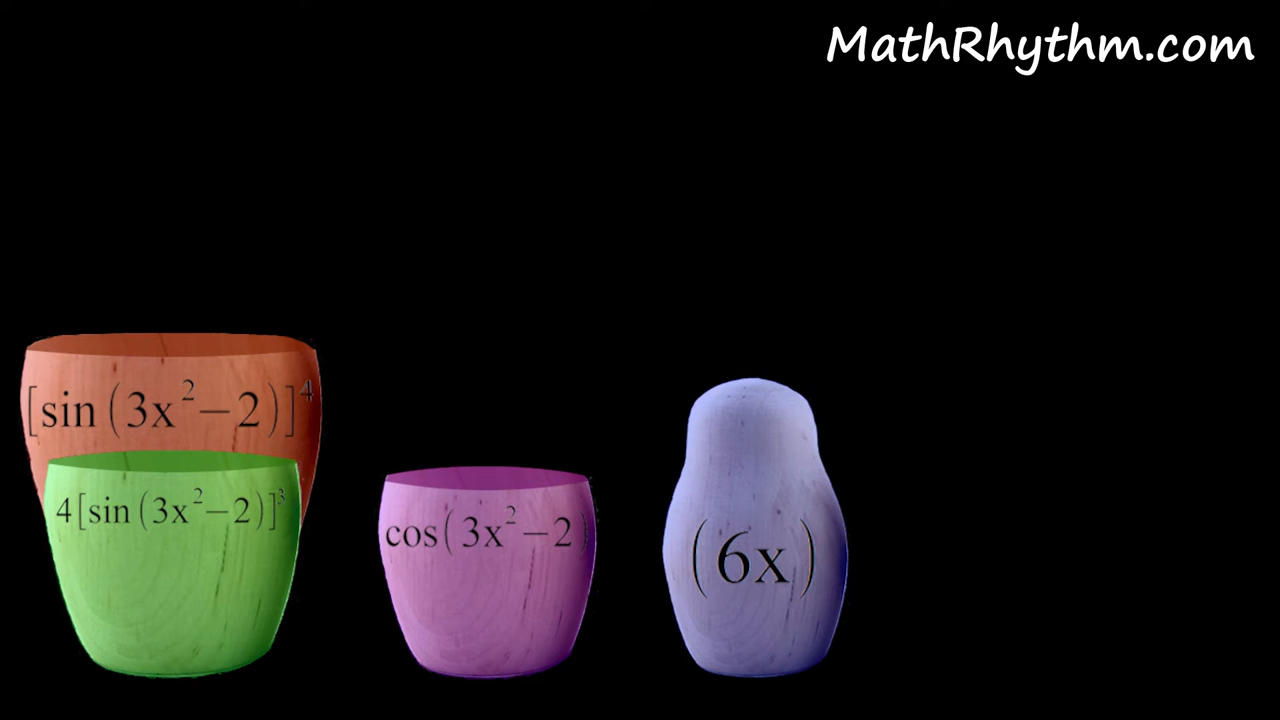 MathRhythm.com
[sin(3x²−2)]⁴
4[sin(3x²−2)]³
cos(3x²−2)
(6x)